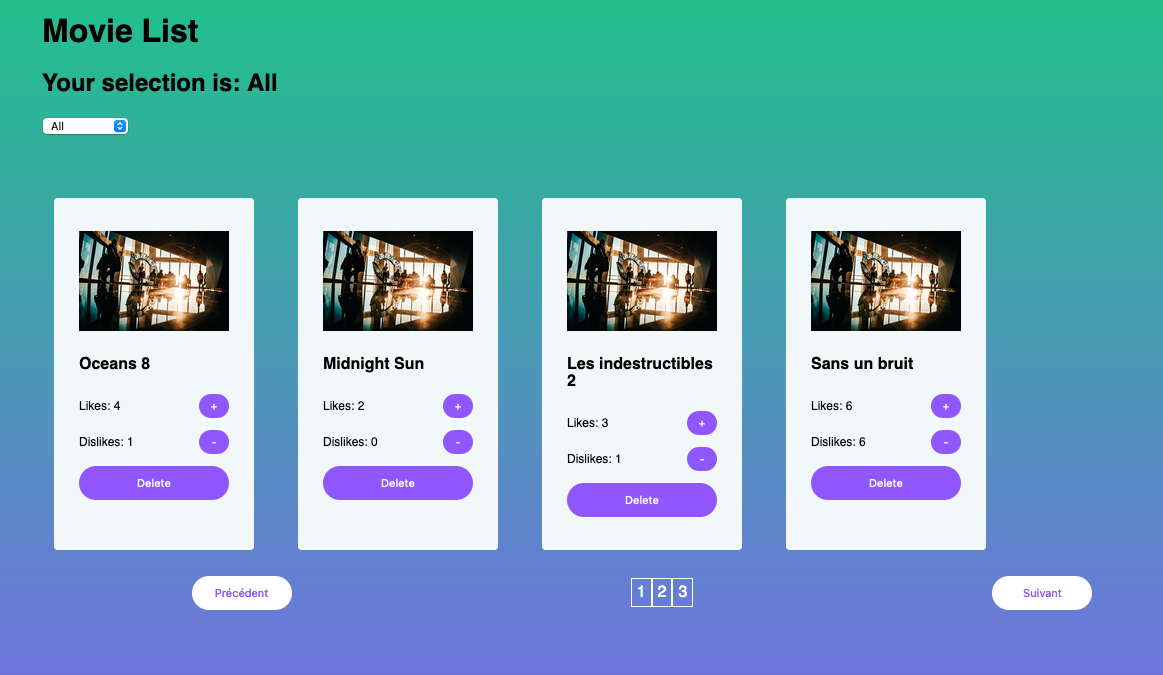 Movie List
Your selection is: All
All
Oceans 8
Likes: 4
+
Dislikes: 1
-
Delete
Midnight Sun
Likes: 2
+
Dislikes: 0
-
Delete
Les indestructibles
2
Likes: 3
+
Dislikes: 1
-
Delete
Sans un bruit
Likes: 6
+
Dislikes: 6
-
Delete
Précédent
1 2 3
Suivant